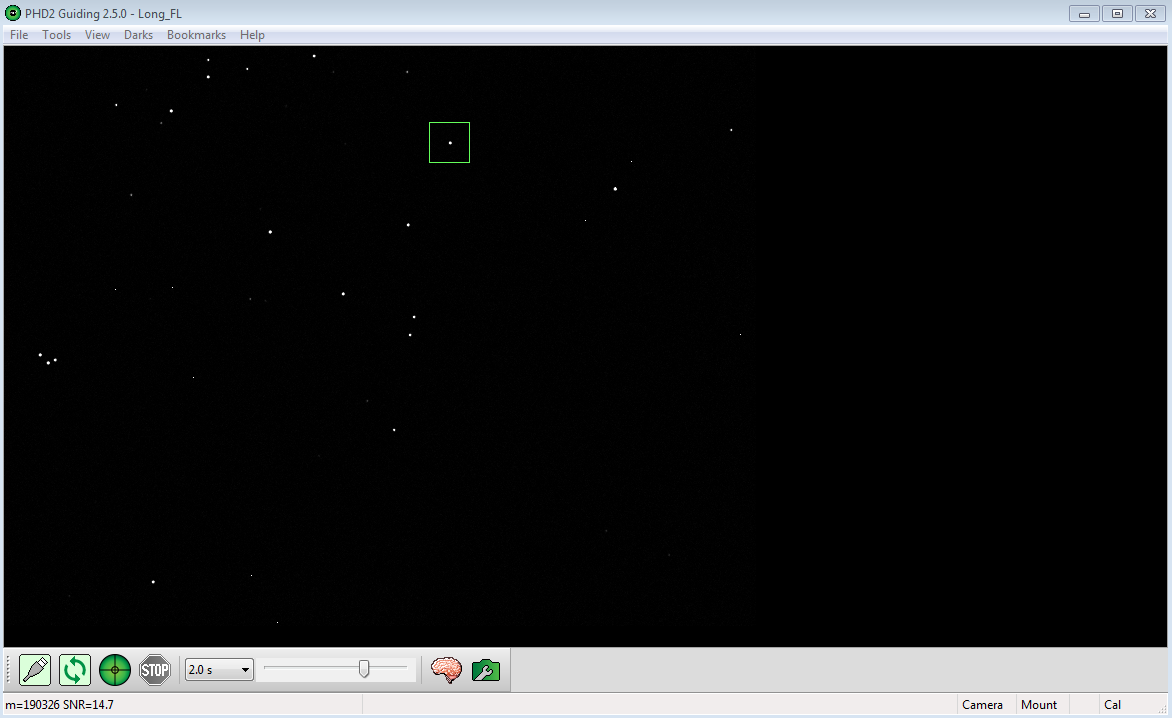 PHD2 Guiding 2.5.0 - Long_FL
File Tools View Darks Bookmarks Help
STOP 2.0 s
m=190326 SNR=14.7 Camera Mount Cal